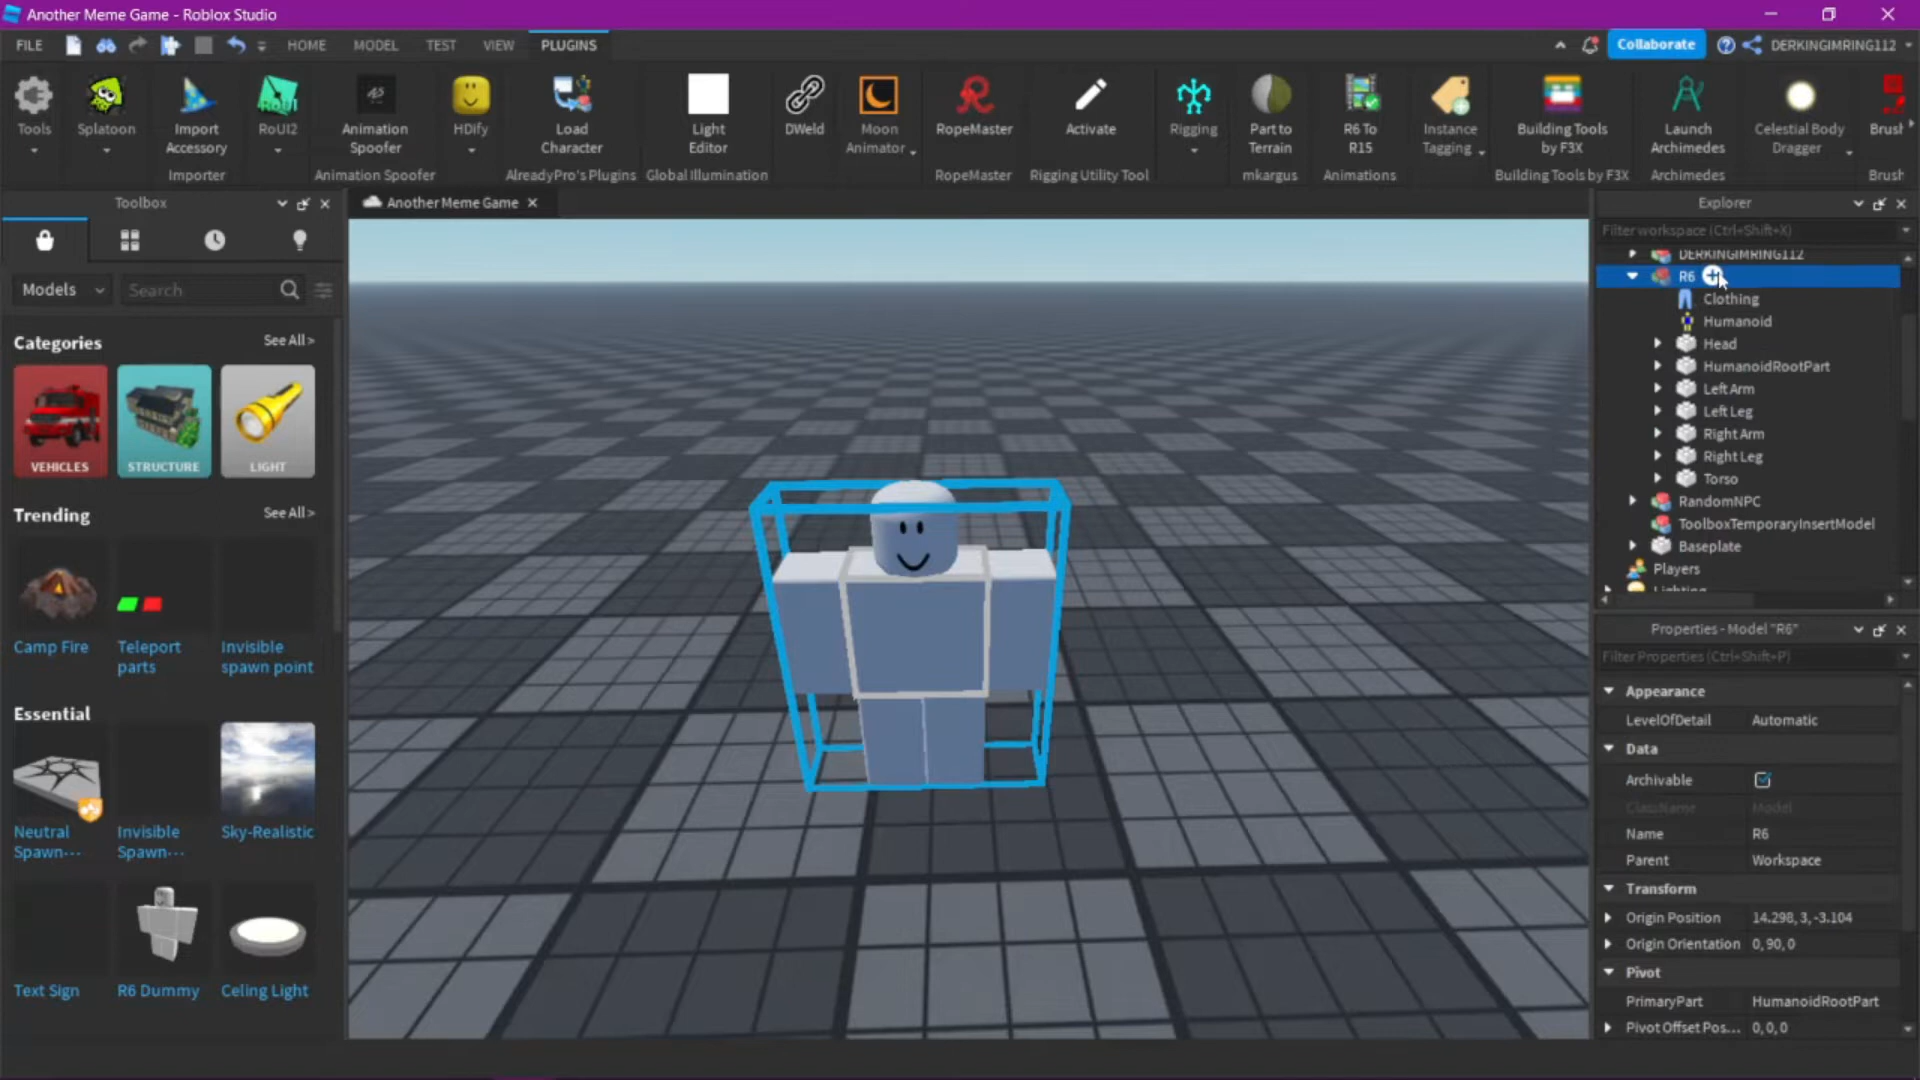 Another Meme Game - Roblox Studio
FILE
HOME
MODEL
TEST
VIEW
PLUGINS
Collaborate
DERKINGIMRING112
Tools
Splatoon
Import
Accessory
Importer
RoUI
RoUI2
Animation
Spoofer
Animation Spoofer
HDify
Load
Character
AlreadyPro's Plugins
Light
Editor
Global Illumination
DWeld
Moon
Animator
RopeMaster
RopeMaster
Activate
Rigging Utility Tool
Rigging
Part to
Terrain
mkargus
R6 To
R15
Animations
Instance
Tagging
Building Tools
by F3X
Building Tools by F3X
Launch
Archimedes
Archimedes
Celestial Body
Dragger
Brush
Brush
Toolbox
Another Meme Game
Models
Search
Categories
See All >
VEHICLES
STRUCTURE
LIGHT
Trending
See All >
Camp Fire
Teleport
parts
Invisible
spawn point
Essential
Neutral
Spawn---
Invisible
Spawn---
Sky-Realistic
Text Sign
R6 Dummy
Celing Light
Explorer
Filter workspace (Ctrl+Shift+X)
DERKINGIMRING112
R6
Clothing
Humanoid
Head
HumanoidRootPart
Left Arm
Left Leg
Right Arm
Right Leg
Torso
RandomNPC
ToolboxTemporaryInsertModel
Baseplate
Players
Lighting
Properties - Model "R6"
Filter Properties (Ctrl+Shift+P)
Appearance
LevelOfDetail Automatic
Data
Archivable
ClassName Model
Name R6
Parent Workspace
Transform
Origin Position 14.298, 3, -3.104
Origin Orientation 0, 90, 0
Pivot
PrimaryPart HumanoidRootPart
Pivot Offset Pos... 0, 0, 0